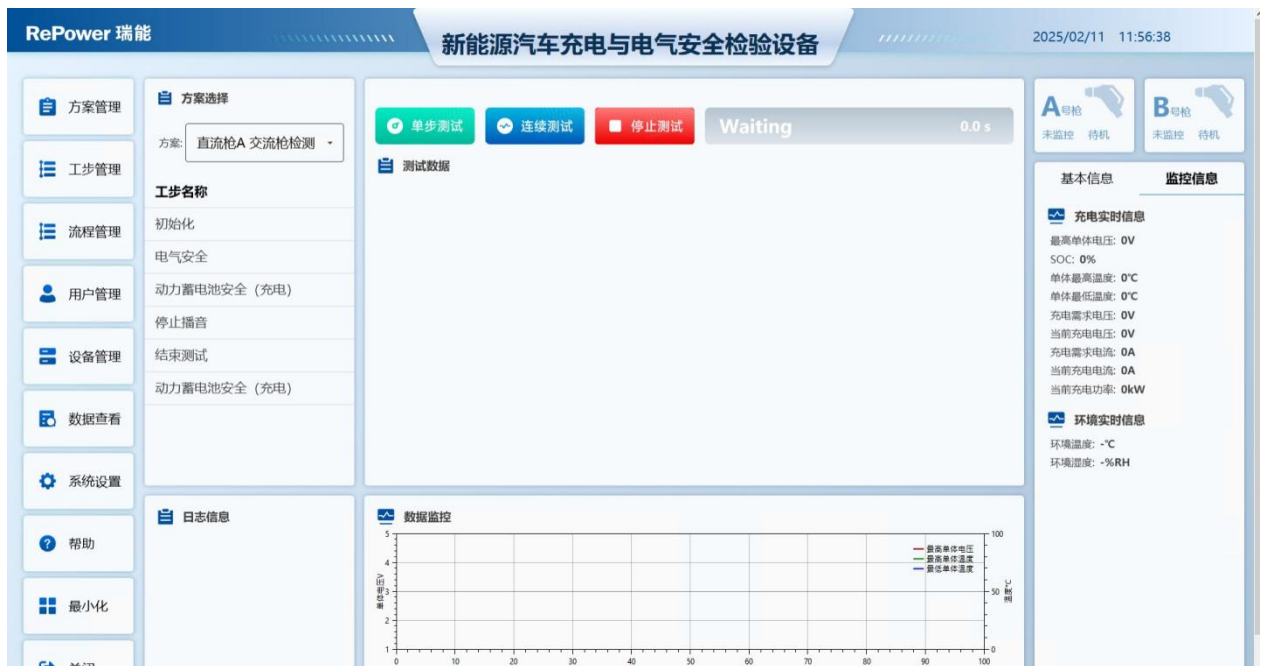 RePower 瑞能
新能源汽车充电与电气安全检验设备
2025/02/11 11:56:38
方案管理
工步管理
流程管理
用户管理
设备管理
数据查看
系统设置
帮助
最小化
方案选择
方案: 直流枪A 交流枪检测
工步名称
初始化
电气安全
动力蓄电池安全 (充电)
停止播音
结束测试
动力蓄电池安全 (充电)
日志信息
单步测试
连续测试
停止测试
Waiting 0.0 s
测试数据
数据监控
单体电压V
5
4
3
2
1
0 10 20 30 40 50 60 70 80 90 100
最高单体电压
最高单体温度
最低单体温度
100
50
0
温度℃
A号枪
未监控 待机
B号枪
未监控 待机
基本信息 监控信息
充电实时信息
最高单体电压: 0V
SOC: 0%
单体最高温度: 0℃
单体最低温度: 0℃
充电需求电压: 0V
当前充电电压: 0V
充电需求电流: 0A
当前充电电流: 0A
当前充电功率: 0kW
环境实时信息
环境温度: -℃
环境湿度: -%RH